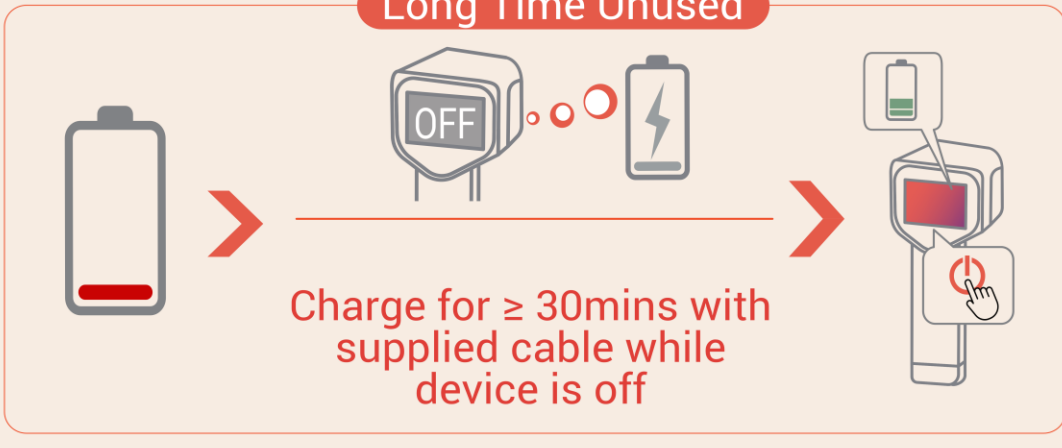 Long Time Unused
OFF
Charge for ≥ 30mins with
supplied cable while
device is off